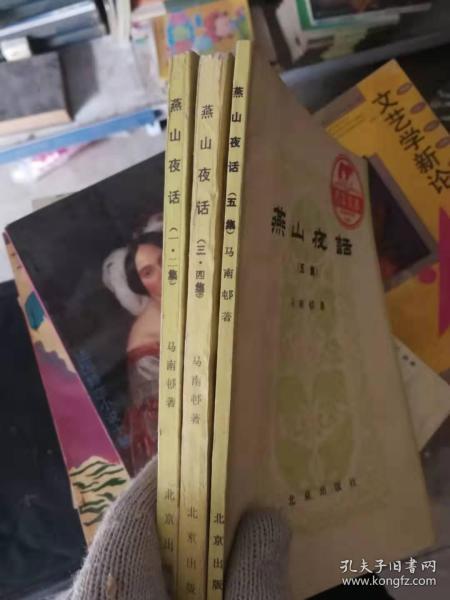 燕山夜话（一·二集） 马南邨著 北京出
燕山夜话（三·四集） 马南邨著 北京出版
燕山夜话（五集）马南邨著 北京出版
燕山夜話
（五集）
马南邨著
北京出版社
文艺学新论
孔夫子旧书网
www.kongfz.com